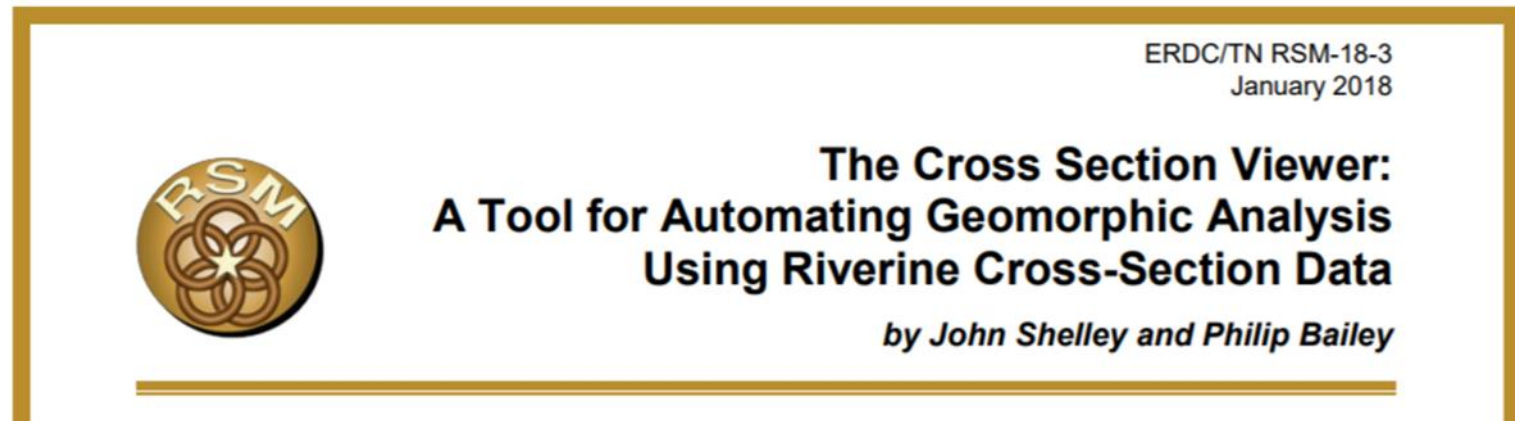 ERDC/TN RSM-18-3
January 2018
RSM
The Cross Section Viewer:
A Tool for Automating Geomorphic Analysis
Using Riverine Cross-Section Data
by John Shelley and Philip Bailey